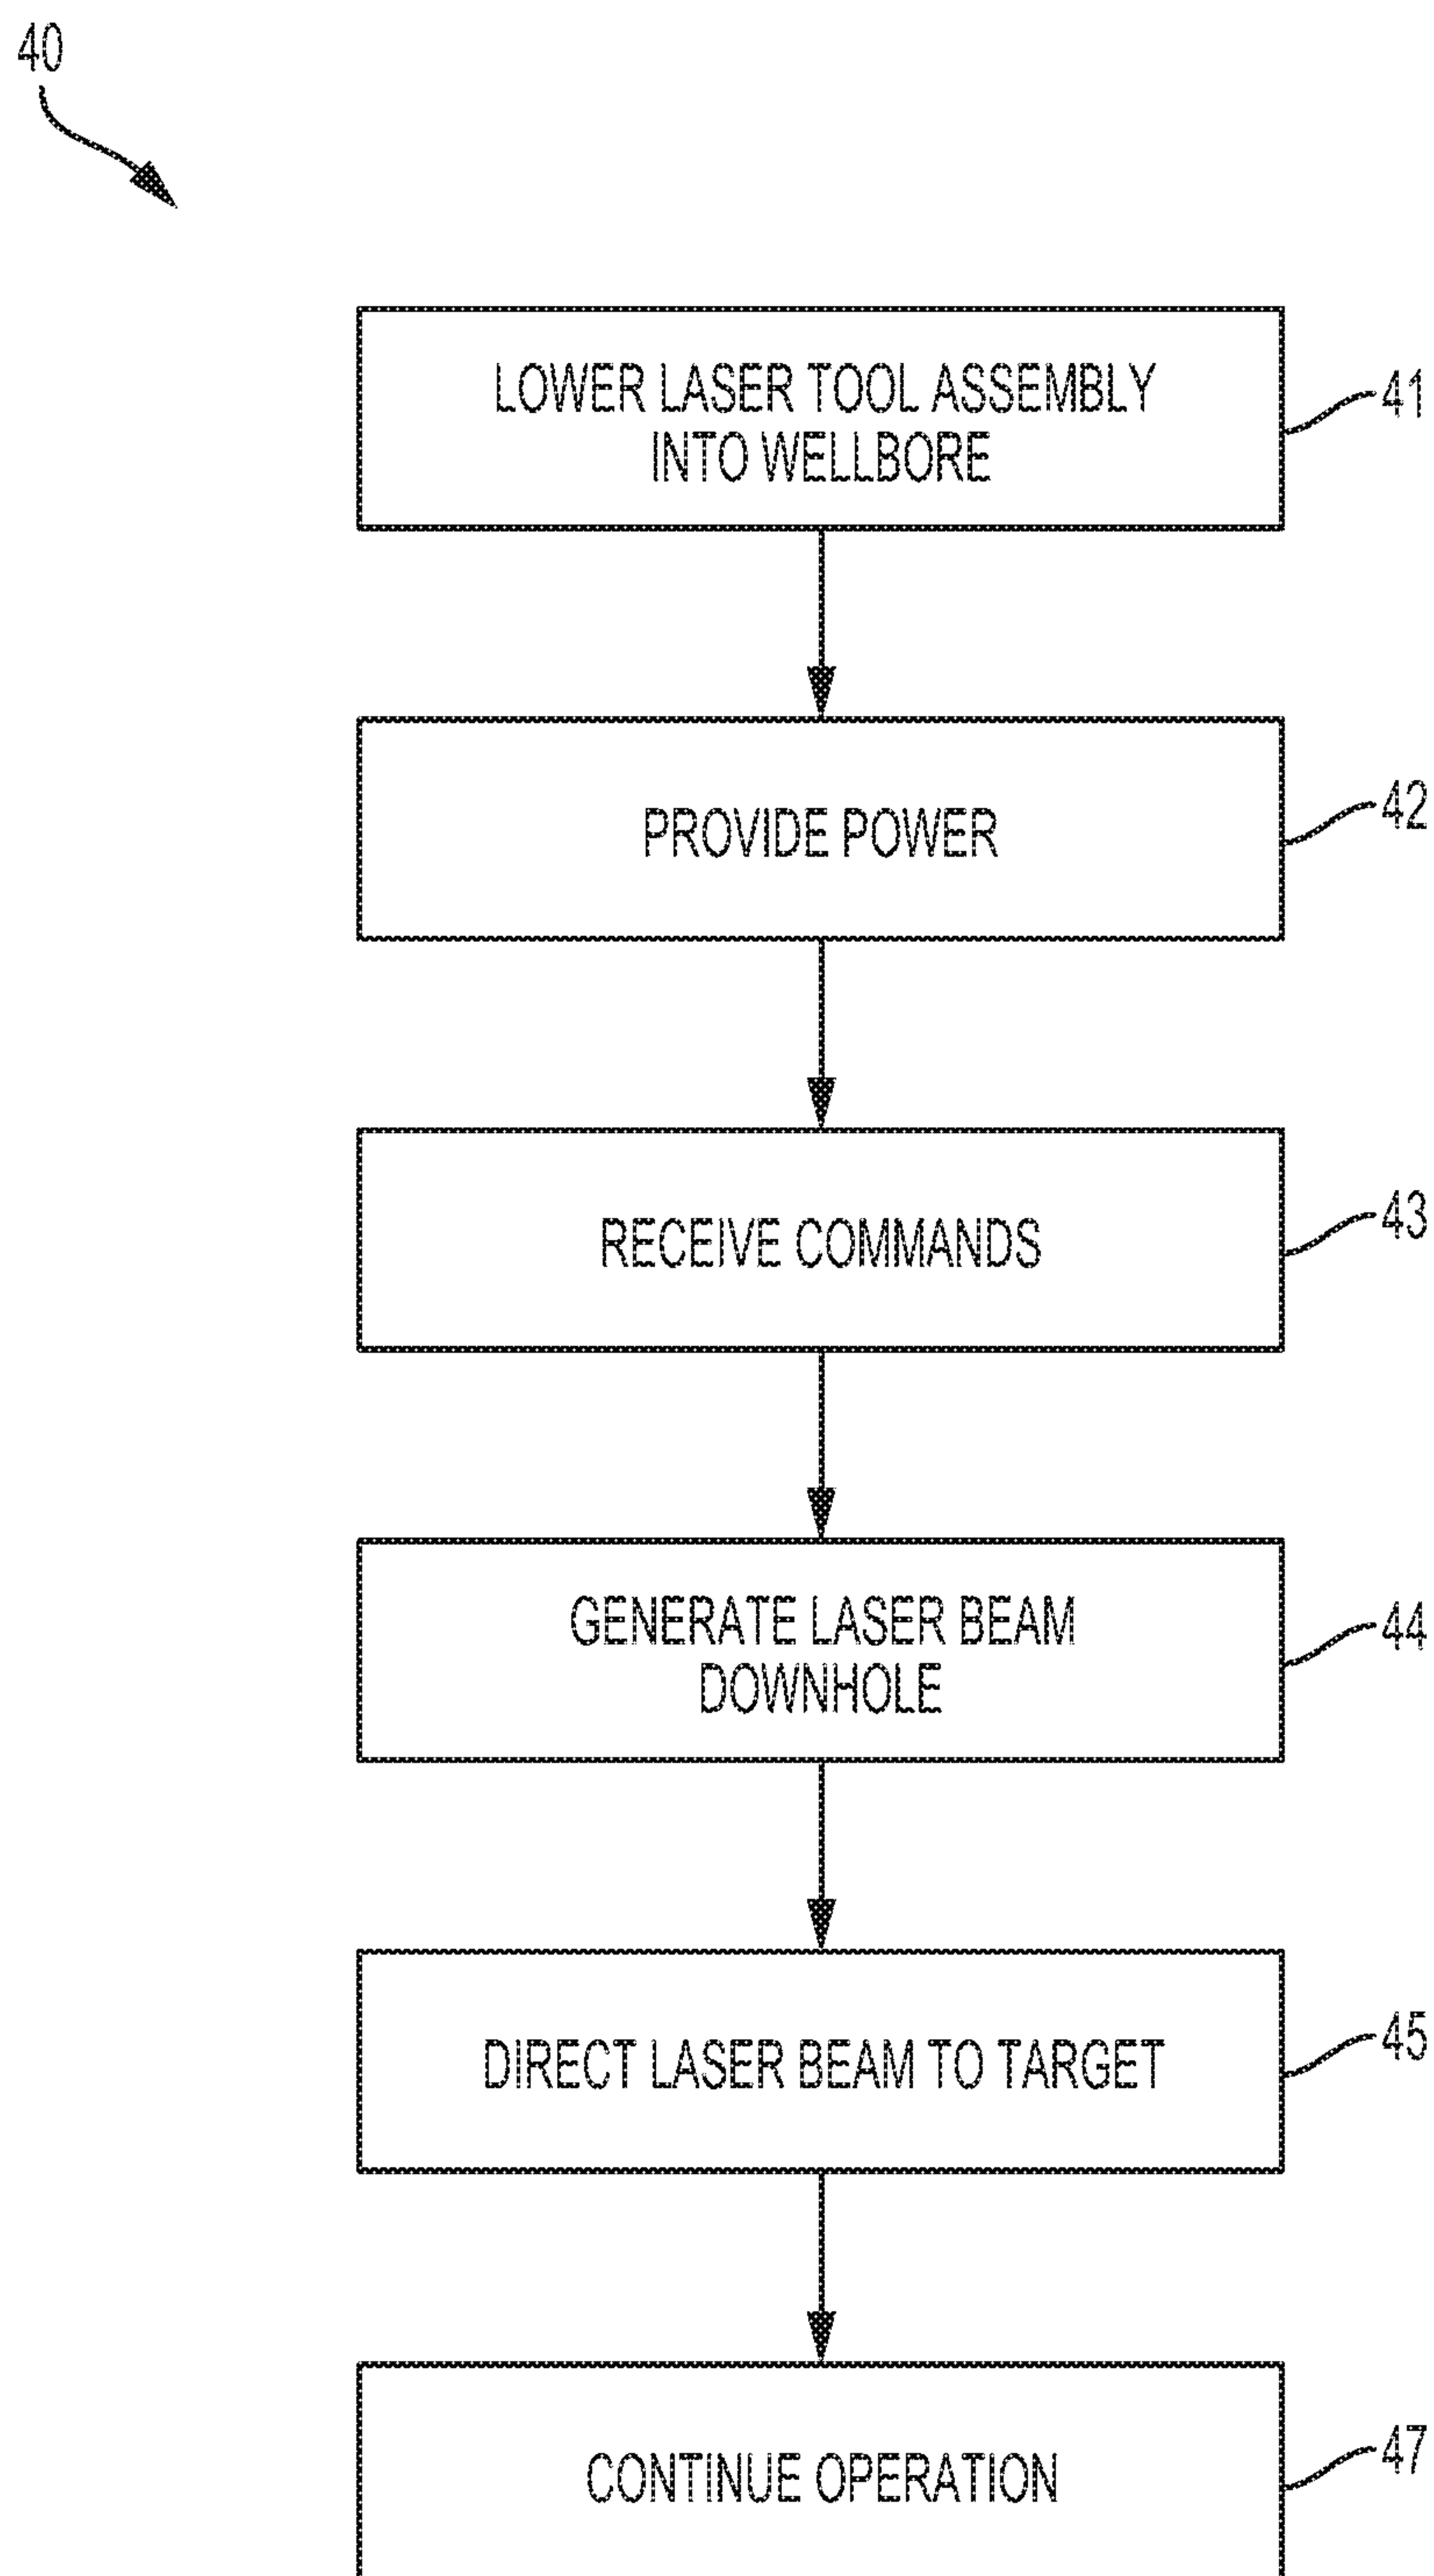 40
LOWER LASER TOOL ASSEMBLY
INTO WELLBORE
41
PROVIDE POWER
42
RECEIVE COMMANDS
43
GENERATE LASER BEAM
DOWNHOLE
44
DIRECT LASER BEAM TO TARGET
45
CONTINUE OPERATION
47